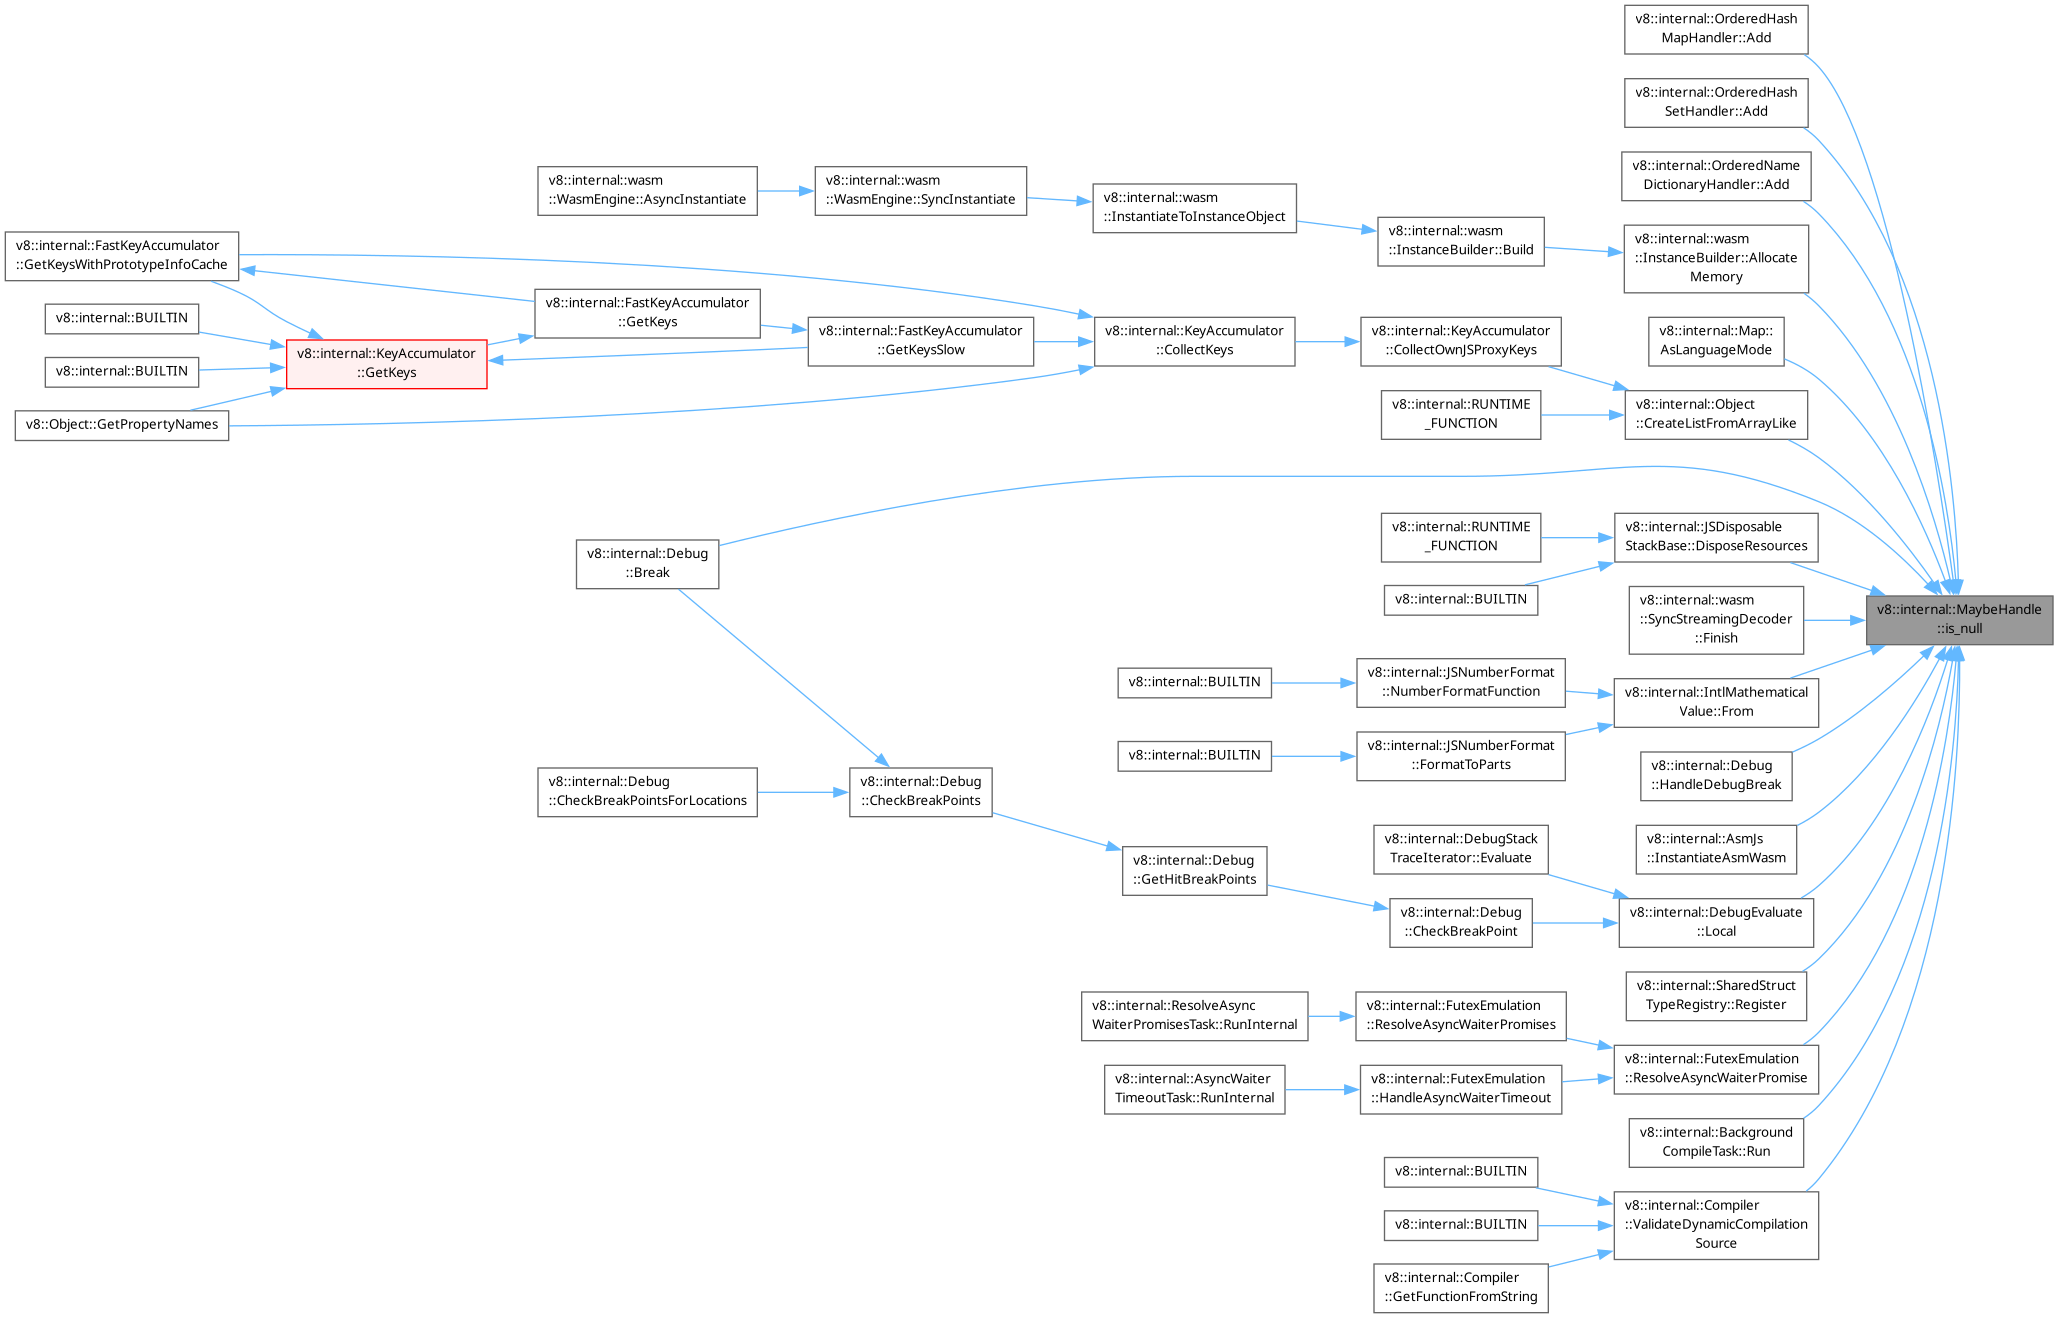 v8::internal::OrderedHash
MapHandler::Add
v8::internal::OrderedHash
SetHandler::Add
v8::internal::OrderedName
DictionaryHandler::Add
v8::internal::wasm
::WasmEngine::AsyncInstantiate
v8::internal::wasm
::WasmEngine::SyncInstantiate
v8::internal::wasm
::InstantiateToInstanceObject
v8::internal::wasm
::InstanceBuilder::Build
v8::internal::wasm
::InstanceBuilder::Allocate
Memory
v8::internal::FastKeyAccumulator
::GetKeysWithPrototypeInfoCache
v8::internal::BUILTIN
v8::internal::BUILTIN
v8::Object::GetPropertyNames
v8::internal::KeyAccumulator
::GetKeys
v8::internal::FastKeyAccumulator
::GetKeys
v8::internal::FastKeyAccumulator
::GetKeysSlow
v8::internal::KeyAccumulator
::CollectKeys
v8::internal::KeyAccumulator
::CollectOwnJSProxyKeys
v8::internal::Map::
AsLanguageMode
v8::internal::RUNTIME
_FUNCTION
v8::internal::Object
::CreateListFromArrayLike
v8::internal::Debug
::Break
v8::internal::RUNTIME
_FUNCTION
v8::internal::BUILTIN
v8::internal::JSDisposable
StackBase::DisposeResources
v8::internal::wasm
::SyncStreamingDecoder
::Finish
v8::internal::MaybeHandle
::is_null
v8::internal::BUILTIN
v8::internal::JSNumberFormat
::NumberFormatFunction
v8::internal::IntlMathematical
Value::From
v8::internal::BUILTIN
v8::internal::JSNumberFormat
::FormatToParts
v8::internal::Debug
::HandleDebugBreak
v8::internal::Debug
::CheckBreakPointsForLocations
v8::internal::Debug
::CheckBreakPoints
v8::internal::AsmJs
::InstantiateAsmWasm
v8::internal::Debug
::GetHitBreakPoints
v8::internal::DebugStack
TraceIterator::Evaluate
v8::internal::Debug
::CheckBreakPoint
v8::internal::DebugEvaluate
::Local
v8::internal::SharedStruct
TypeRegistry::Register
v8::internal::ResolveAsync
WaiterPromisesTask::RunInternal
v8::internal::FutexEmulation
::ResolveAsyncWaiterPromises
v8::internal::FutexEmulation
::ResolveAsyncWaiterPromise
v8::internal::AsyncWaiter
TimeoutTask::RunInternal
v8::internal::FutexEmulation
::HandleAsyncWaiterTimeout
v8::internal::Background
CompileTask::Run
v8::internal::BUILTIN
v8::internal::BUILTIN
v8::internal::Compiler
::GetFunctionFromString
v8::internal::Compiler
::ValidateDynamicCompilation
Source